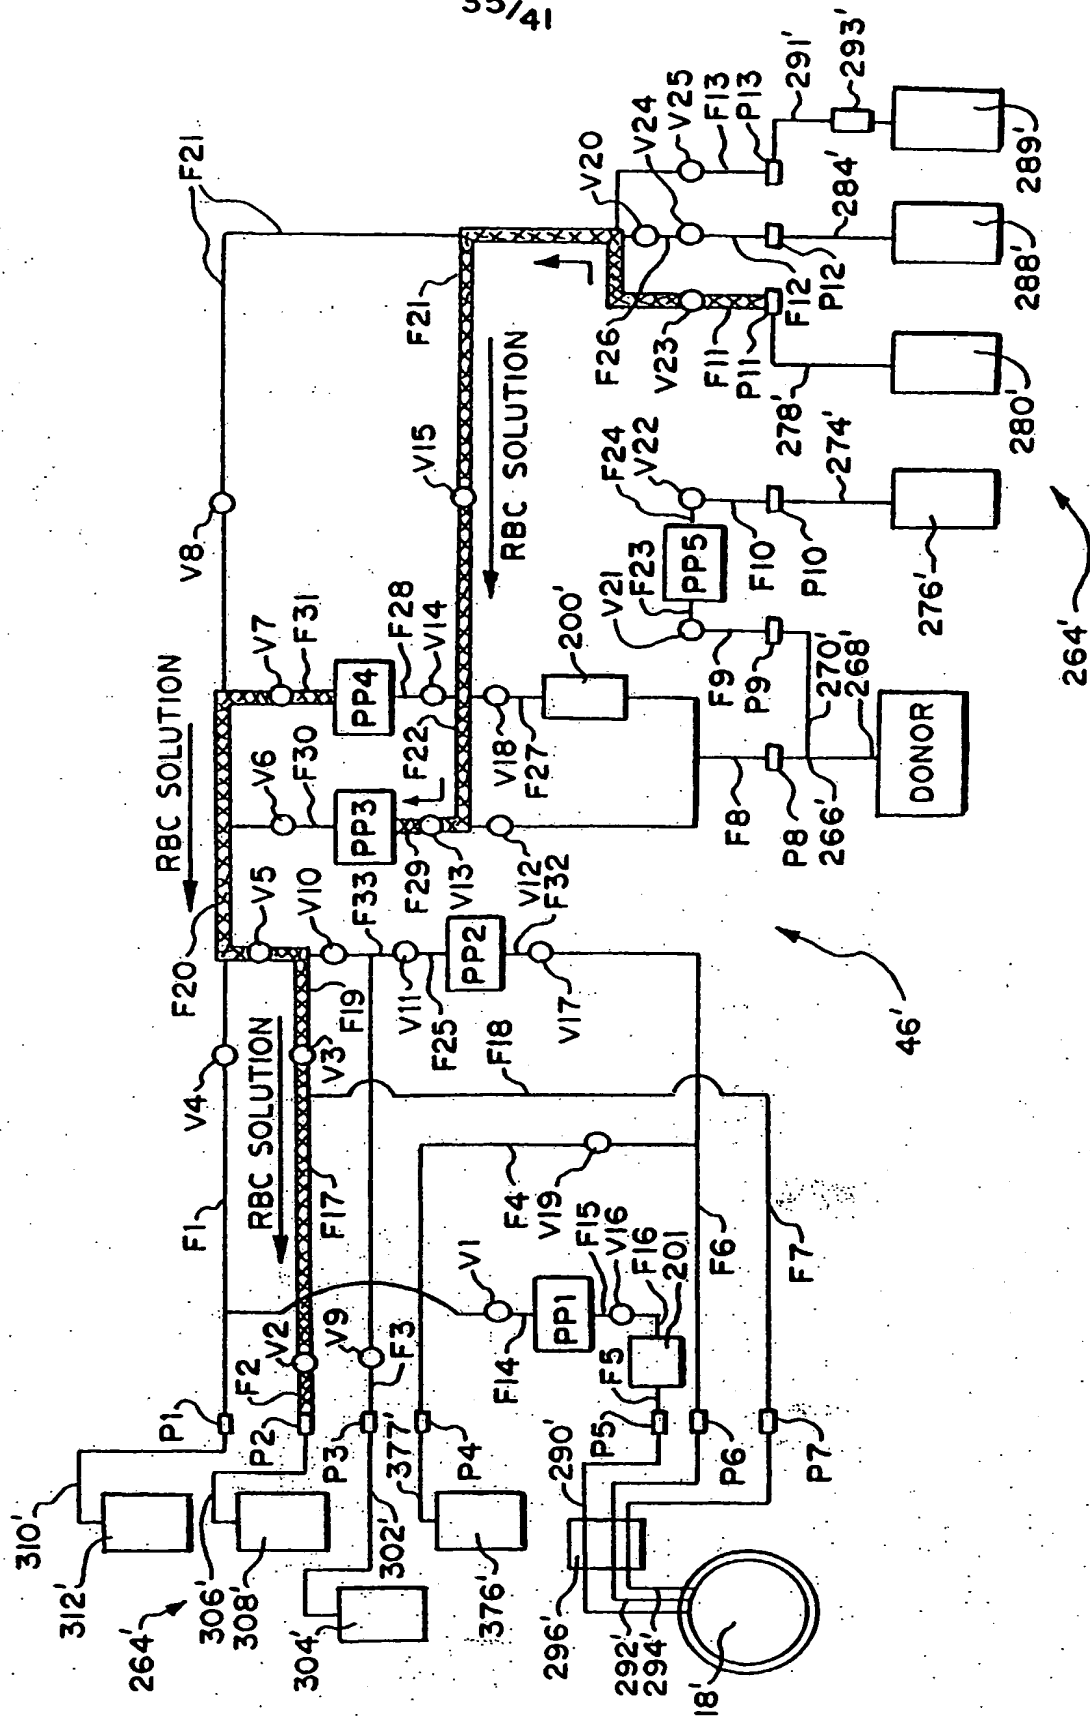 35/41
F21
V8
RBC SOLUTION
F20
V7
F31
V6
F30
V5
V10
F33
PP4
F28
V14
PP3
F29
V13
F22
V15
F21
RBC SOLUTION
V18
F27
200'
V12
F32
V11
F25
PP2
V17
F19
V3
F18
V4
F1
RBC SOLUTION
F17
V2
F2
P1
P2
V9
F3
P3
377'
P4
F4
V19
V1
F14
PP1
F15
V16
F16
201
F5
P5
F6
P6
F7
P7
310'
312'
264'
306'
308'
304'
302'
376'
296'
290'
292'
294'
18'
46'
V20
V24
V25
F13
P13
291'
293'
F26
V23
F11
P11
F12
P12
284'
278'
289'
288'
280'
F24
V22
V21
F23
PP5
F10
P10
274'
276'
F9
P9
270'
268'
F8
P8
266'
DONOR
264'